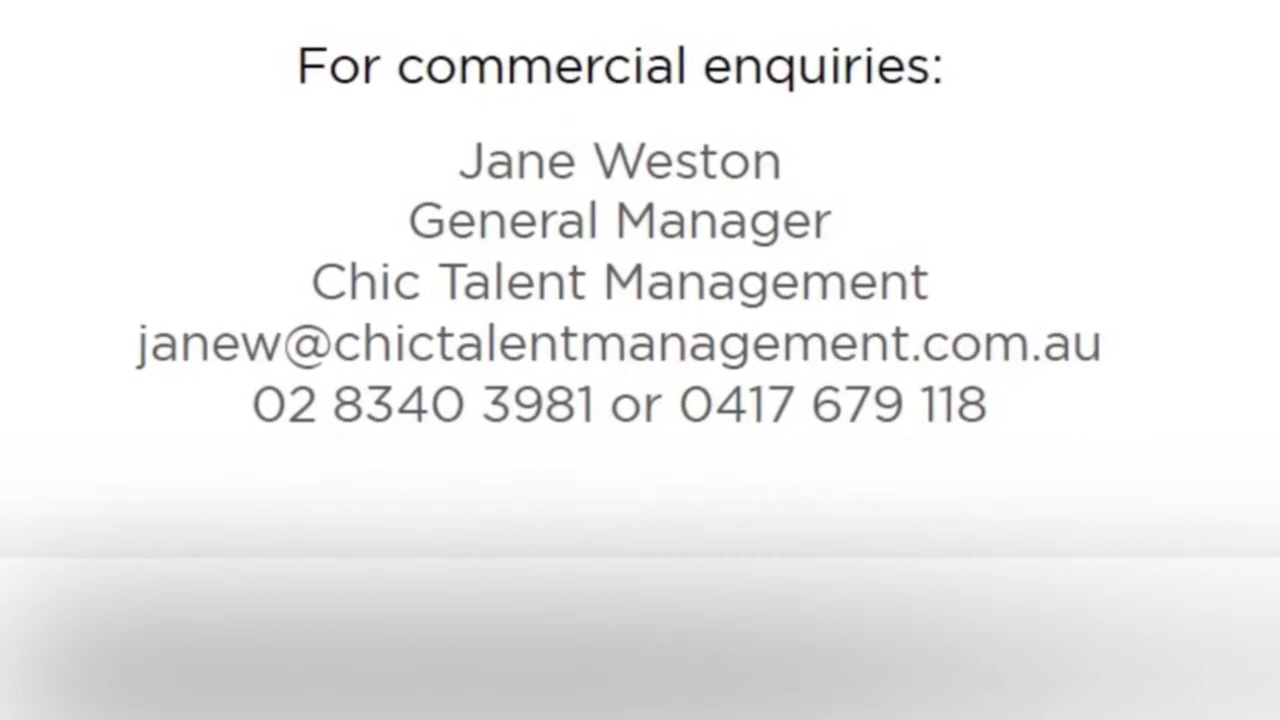 For commercial enquiries:
Jane Weston
General Manager
Chic Talent Management
janew@chictalentmanagement.com.au
02 8340 3981 or 0417 679 118